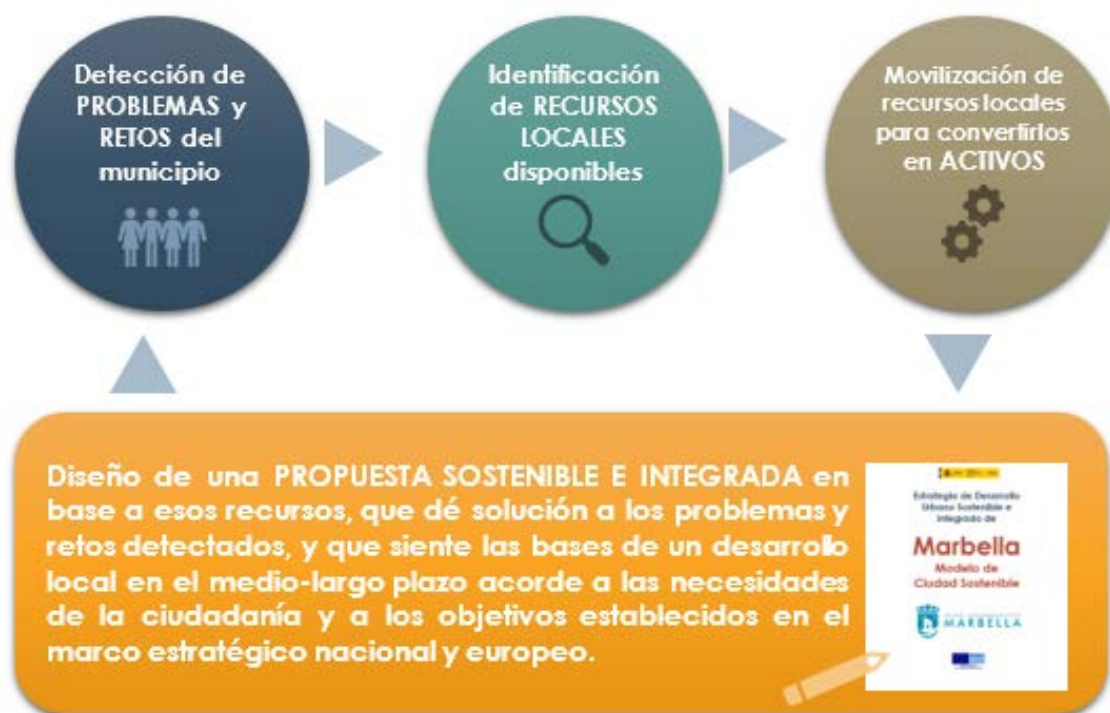 Detección de
PROBLEMAS y
RETOS del
municipio
Identificación
de RECURSOS
LOCALES
disponibles
Movilización de
recursos locales
para convertirlos
en ACTIVOS
Diseño de una PROPUESTA SOSTENIBLE E INTEGRADA en
base a esos recursos, que dé solución a los problemas y
retos detectados, y que siente las bases de un desarrollo
local en el medio-largo plazo acorde a las necesidades
de la ciudadanía y a los objetivos establecidos en el
marco estratégico nacional y europeo.
Estrategia de Desarrollo
Urbano Sostenible e
Integrado de
Marbella
Modelo de
Ciudad Sostenible
MARBELLA